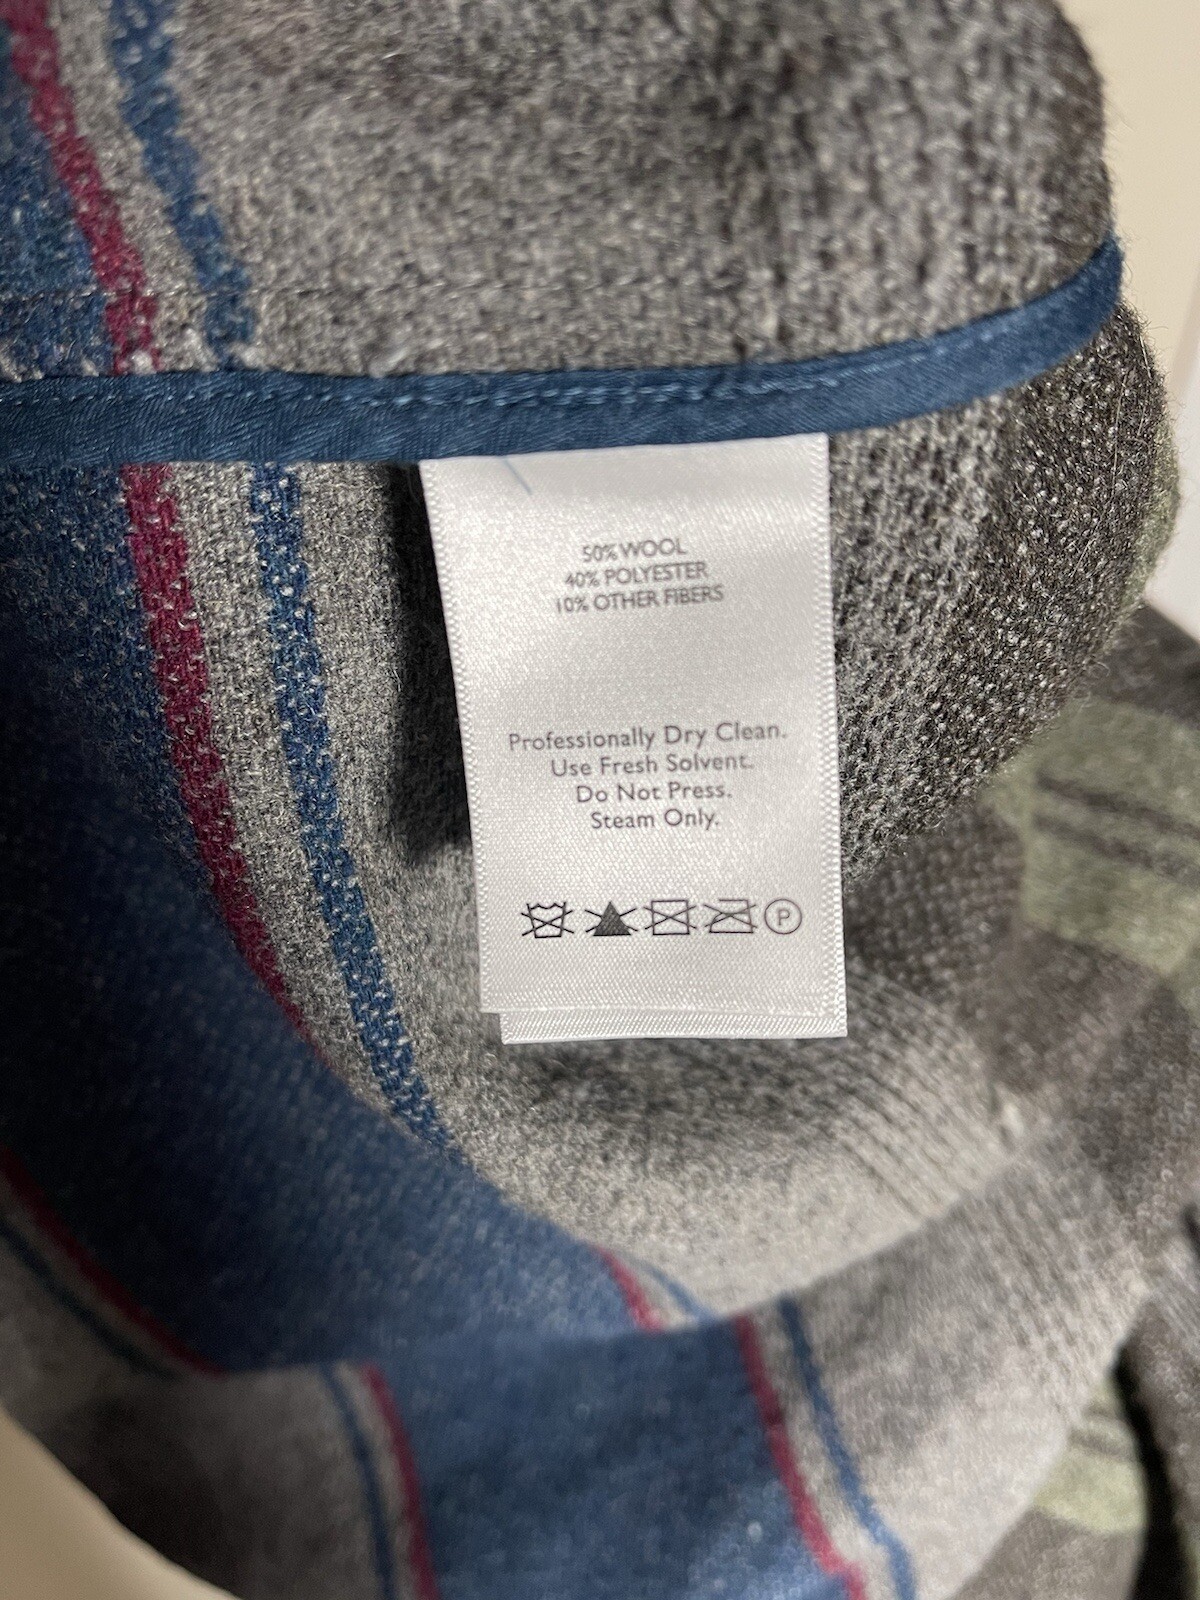 50% WOOL
40% POLYESTER
10% OTHER FIBERS
Professionally Dry Clean.
Use Fresh Solvent.
Do Not Press.
Steam Only.
P